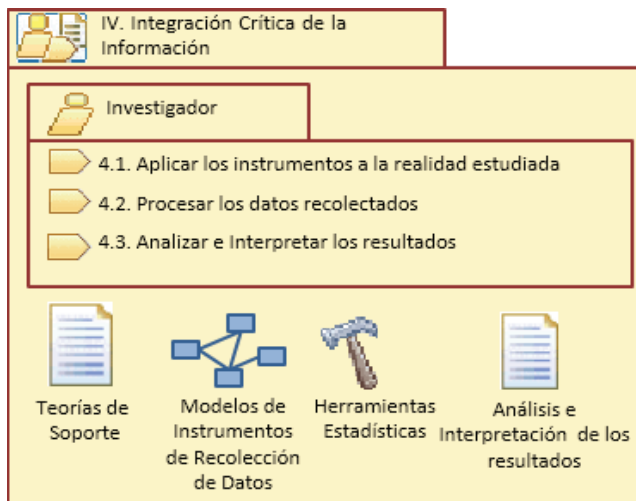 IV. Integración Crítica de la
Información
Investigador
4.1. Aplicar los instrumentos a la realidad estudiada
4.2. Procesar los datos recolectados
4.3. Analizar e Interpretar los resultados
Teorías de
Soporte
Modelos de
Instrumentos
de Recolección
de Datos
Herramientas
Estadísticas
Análisis e
Interpretación de los
resultados